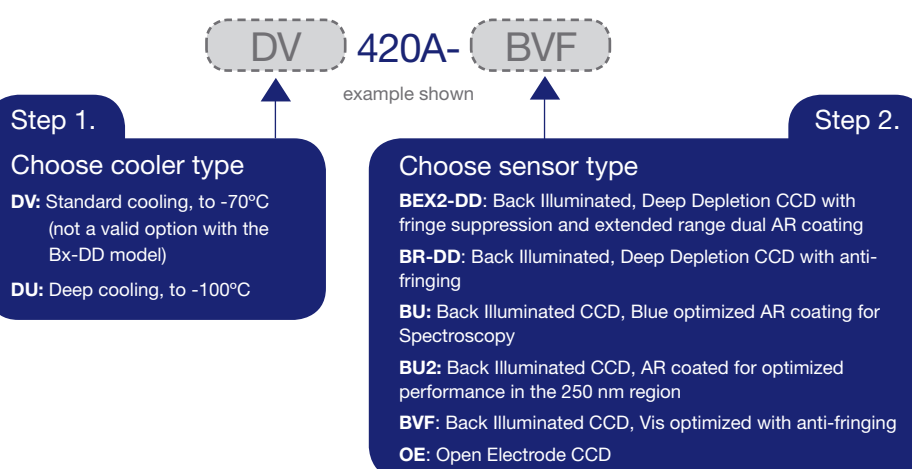 DV 420A- BVF
example shown
Step 1.
Choose cooler type
DV: Standard cooling, to -70ºC
(not a valid option with the
Bx-DD model)
DU: Deep cooling, to -100ºC
Step 2.
Choose sensor type
BEX2-DD: Back Illuminated, Deep Depletion CCD with
fringe suppression and extended range dual AR coating
BR-DD: Back Illuminated, Deep Depletion CCD with anti-
fringing
BU: Back Illuminated CCD, Blue optimized AR coating for
Spectroscopy
BU2: Back Illuminated CCD, AR coated for optimized
performance in the 250 nm region
BVF: Back Illuminated CCD, Vis optimized with anti-fringing
OE: Open Electrode CCD